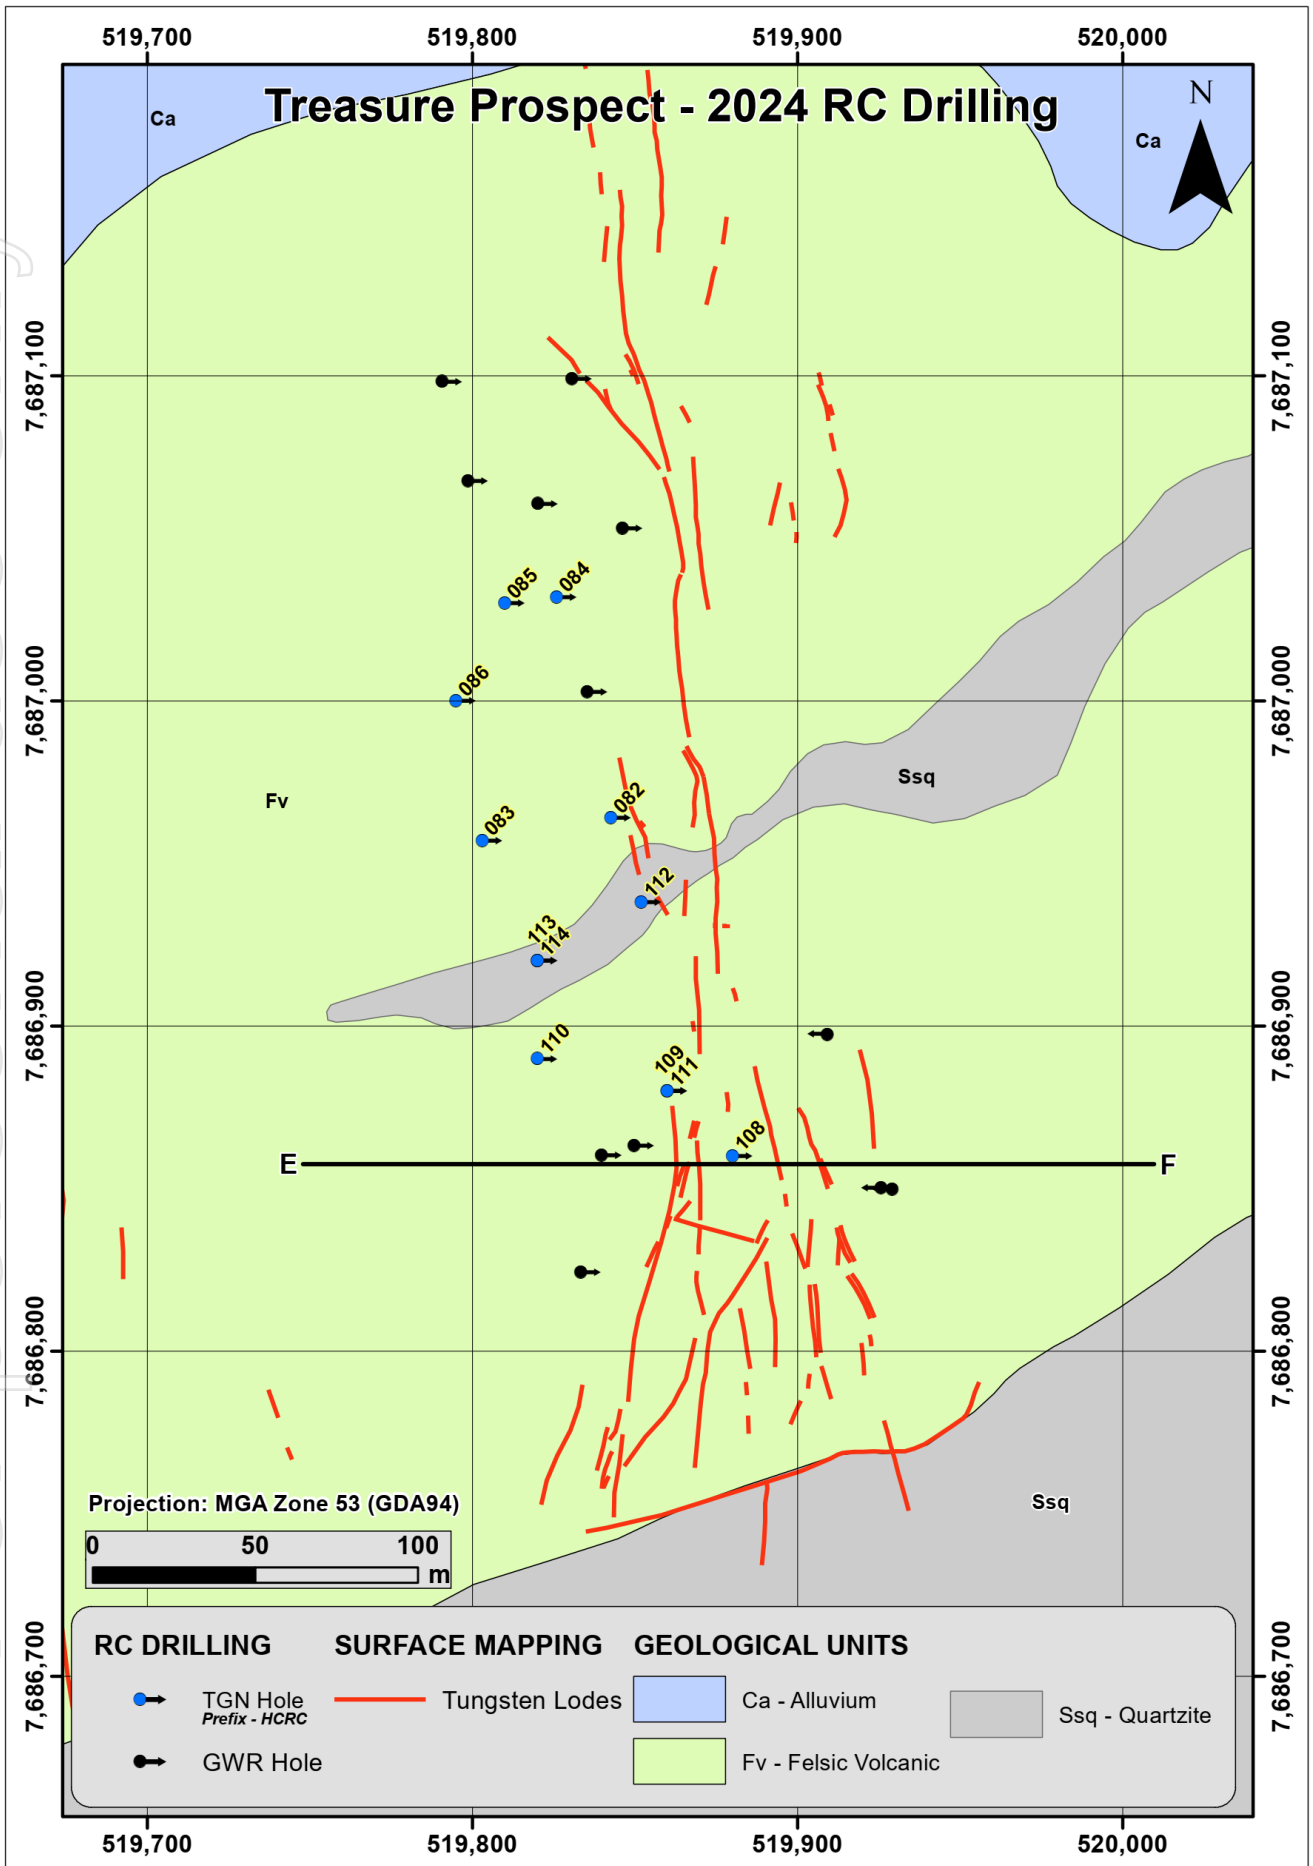 519,700 519,800 519,900 520,000
Treasure Prospect - 2024 RC Drilling
N
Ca
Ca
7,687,100 7,687,100
085 084
086
7,687,000 7,687,000
Ssq
Fv
082
083
112
113
114
7,686,900 7,686,900
110
109
111
108
E F
7,686,800 7,686,800
Projection: MGA Zone 53 (GDA94)
Ssq
0 50 100
m
7,686,700 7,686,700
RC DRILLING SURFACE MAPPING GEOLOGICAL UNITS
TGN Hole Tungsten Lodes Ca - Alluvium
Prefix - HCRC
Ssq - Quartzite
GWR Hole Fv - Felsic Volcanic
519,700 519,800 519,900 520,000